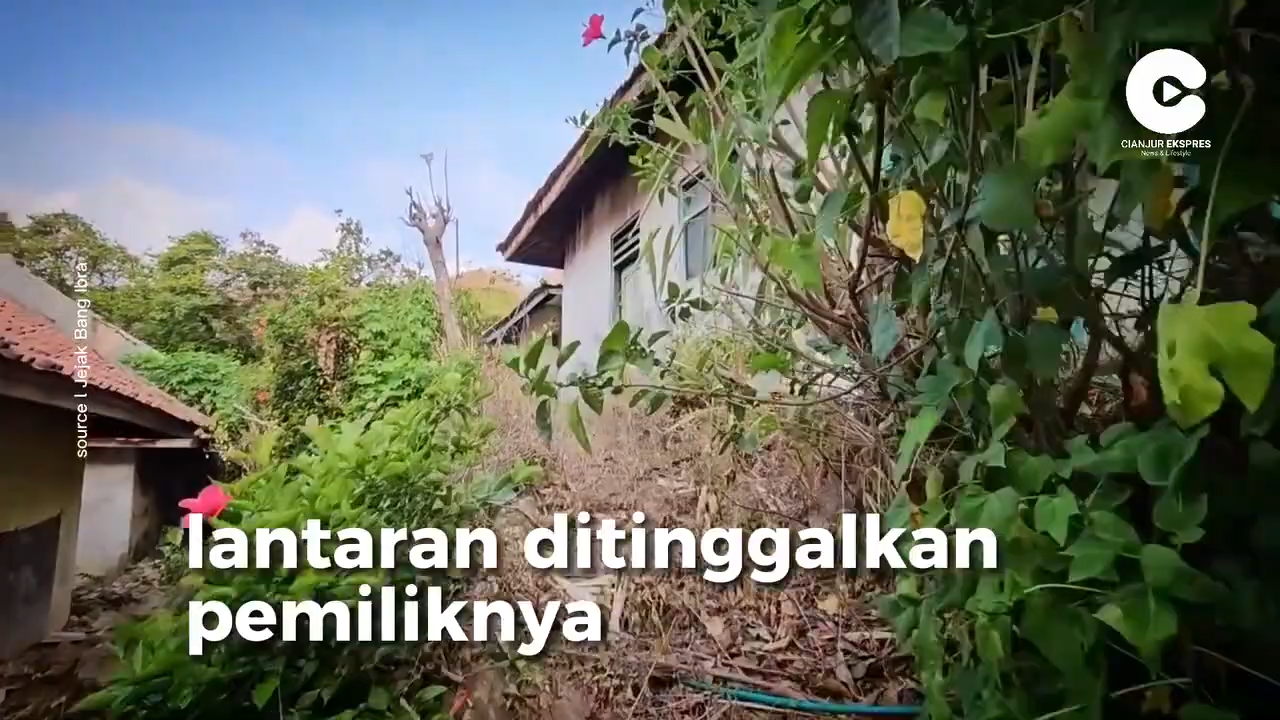 CIANJUR EKSPRES
News & Lifestyle
source l Jejak Bang Ibra
lantaran ditinggalkan
pemiliknya